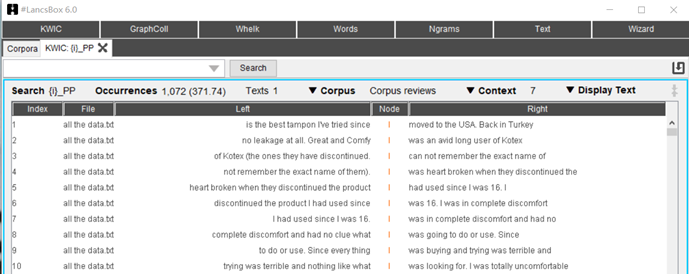 #LancsBox 6.0
KWIC GraphColl Whelk Words Ngrams Text Wizard
Corpora KWIC: {i}_PP
Search
Search {i}_PP Occurrences 1,072 (371.74) Texts 1 ▼ Corpus Corpus reviews ▼ Context 7 ▼ Display Text
Index File Left Node Right
1 all the data.txt is the best tampon I've tried since I moved to the USA. Back in Turkey
2 all the data.txt no leakage at all. Great and Comfy I was an avid long user of Kotex
3 all the data.txt of Kotex (the ones they have discontinued. I can not remember the exact name of
4 all the data.txt not remember the exact name of them). I was heart broken when they discontinued the
5 all the data.txt heart broken when they discontinued the product I had used since I was 16. I
6 all the data.txt discontinued the product I had used since I was 16. I was in complete discomfort
7 all the data.txt I had used since I was 16. I was in complete discomfort and had no
8 all the data.txt complete discomfort and had no clue what I was going to do or use. Since
9 all the data.txt to do or use. Since every thing I was buying and trying was terrible and
10 all the data.txt trying was terrible and nothing like what I was looking for. I was totally uncomfortable